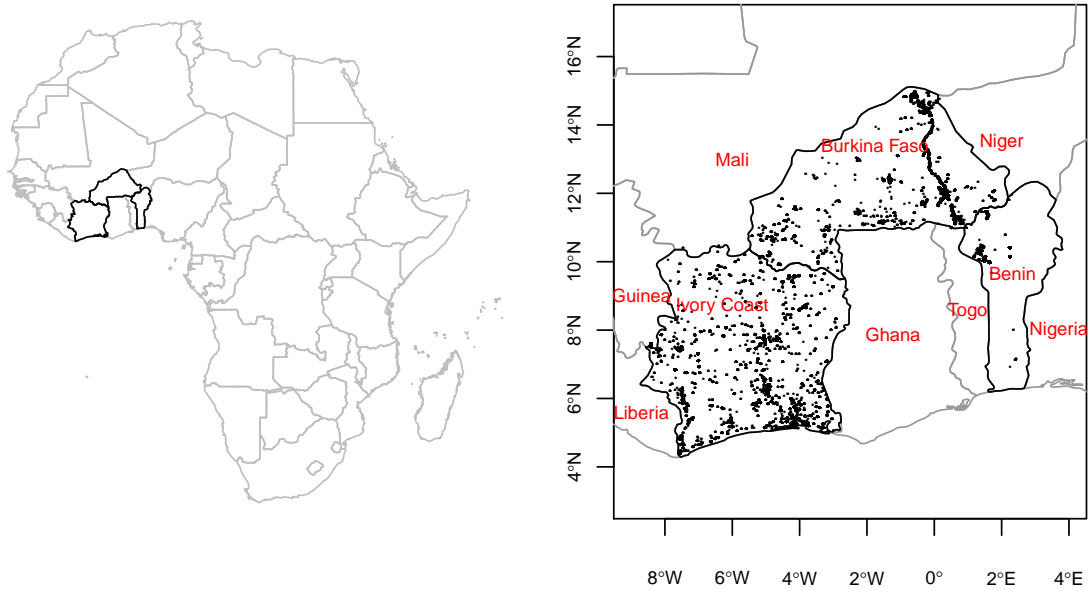 16°N
14°N
12°N
10°N
8°N
6°N
4°N
Mali
Burkina Faso
Niger
Benin
Guinea
Ivory Coast
Togo
Ghana
Nigeria
Liberia
8°W 6°W 4°W 2°W 0° 2°E 4°E